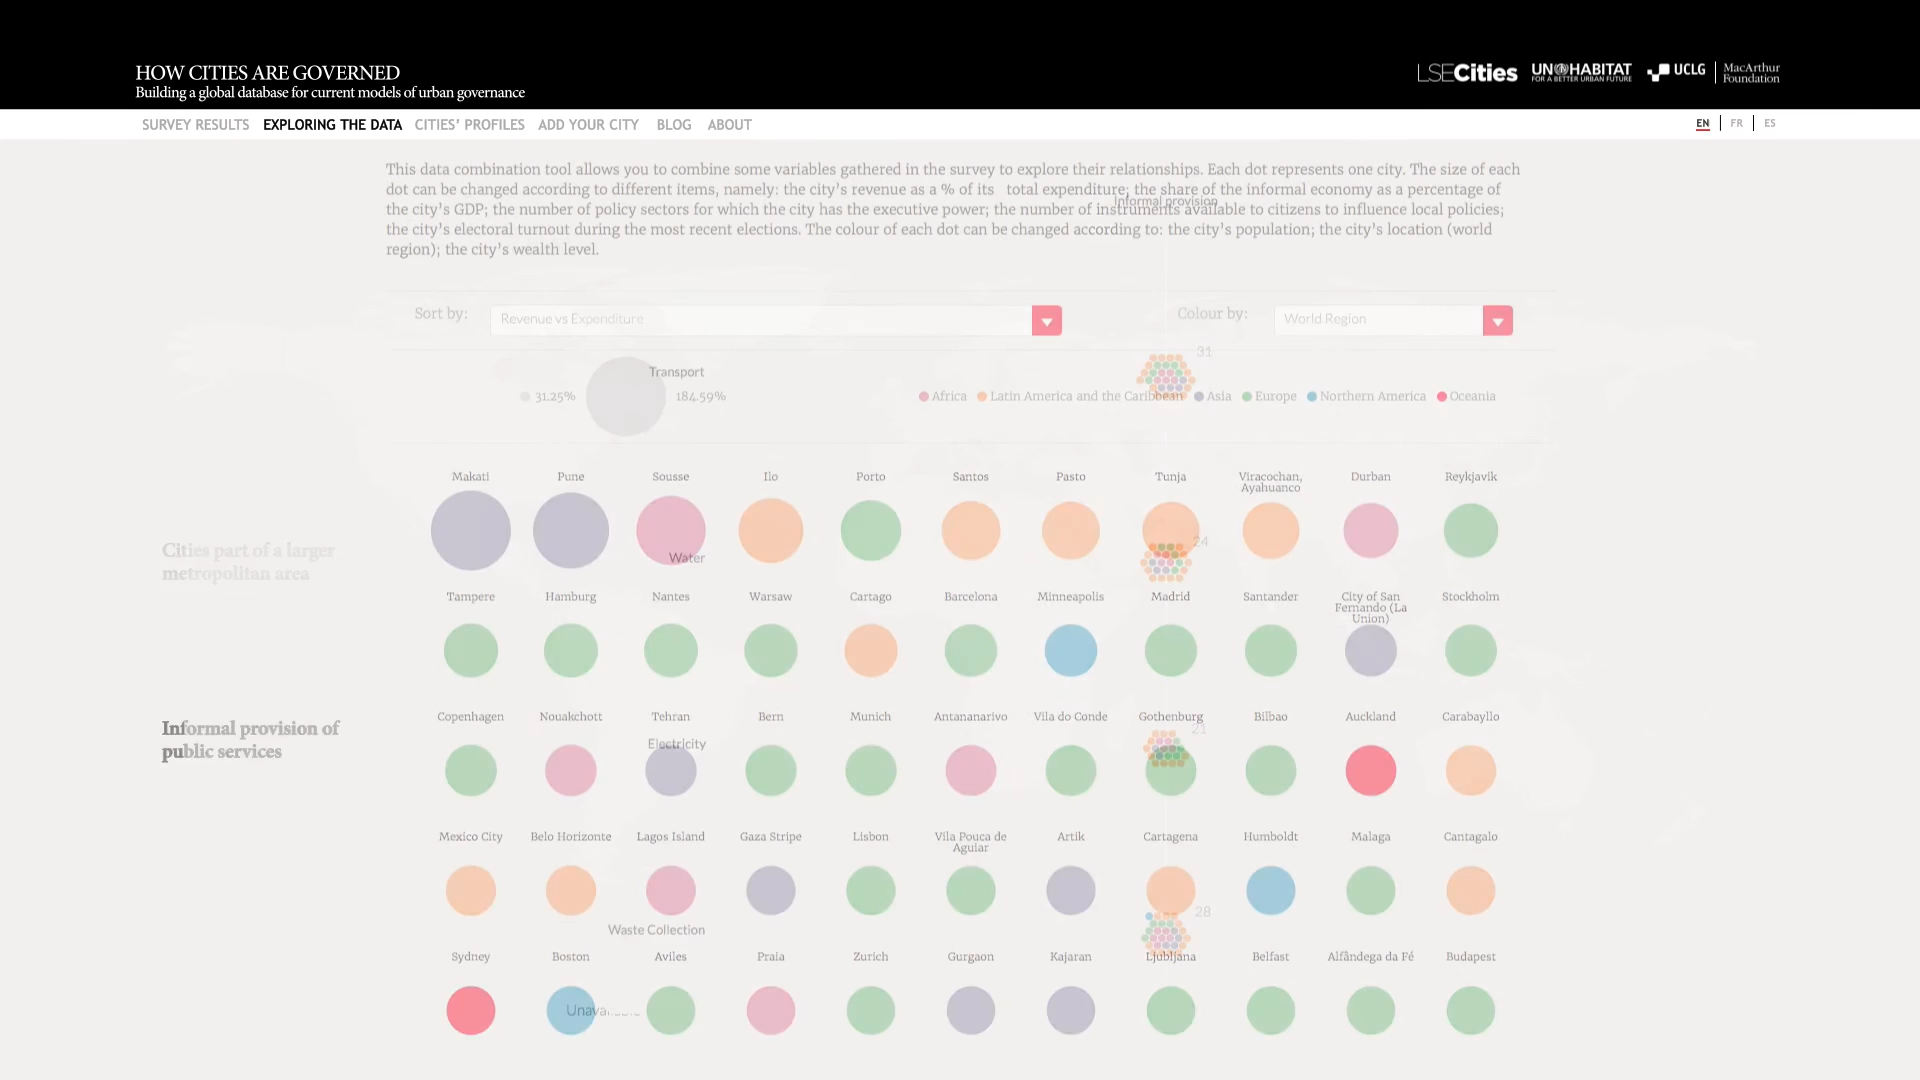 HOW CITIES ARE GOVERNED
Building a global database for current models of urban governance
LSECities
UN HABITAT
FOR A BETTER URBAN FUTURE
UCLG
MacArthur
Foundation
SURVEY RESULTS EXPLORING THE DATA CITIES' PROFILES ADD YOUR CITY BLOG ABOUT
EN FR ES
This data combination tool allows you to combine some variables gathered in the survey to explore their relationships. Each dot represents one city. The size of each
dot can be changed according to different items, namely: the city's revenue as a % of its total expenditure; the share of the informal economy as a percentage of
Informal provision
the city's GDP; the number of policy sectors for which the city has the executive power; the number of instruments available to citizens to influence local policies;
the city's electoral turnout during the most recent elections. The colour of each dot can be changed according to: the city's population; the city's location (world
region); the city's wealth level.
Sort by: Revenue vs Expenditure Colour by: World Region
31
Transport
31.25% 184.59% Africa Latin America and the Caribbean Asia Europe Northern America Oceania
Makati Pune Sousse Ilo Porto Santos Pasto Tunja Viracochan, Ayahuanco Durban Reykjavik
24
Cities part of a larger
metropolitan area
Water
Tampere Hamburg Nantes Warsaw Cartago Barcelona Minneapolis Madrid Santander City of San Fernando (La Union) Stockholm
Copenhagen Nouakchott Tehran Bern Munich Antananarivo Vila do Conde Gothenburg Bilbao Auckland Carabayllo
21
Informal provision of
public services
Electricity
Mexico City Belo Horizonte Lagos Island Gaza Stripe Lisbon Vila Pouca de Aguiar Artik Cartagena Humboldt Malaga Cantagalo
28
Waste Collection
Sydney Boston Aviles Praia Zurich Gurgaon Kajaran Ljubljana Belfast Alfândega da Fé Budapest